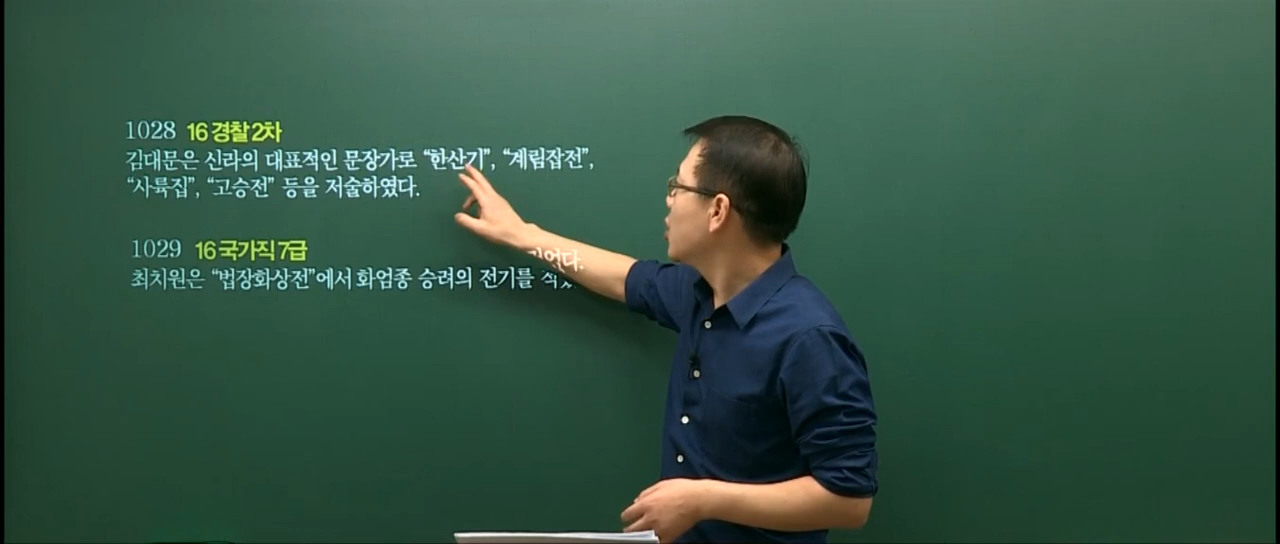 1028 16 경찰 2차
김대문은 신라의 대표적인 문장가로 “한산기”, “계림잡전”,
“사륙집”, “고승전” 등을 저술하였다.
1029 16 국가직 7급
최치원은 “법장화상전”에서 화엄종 승려의 전기를